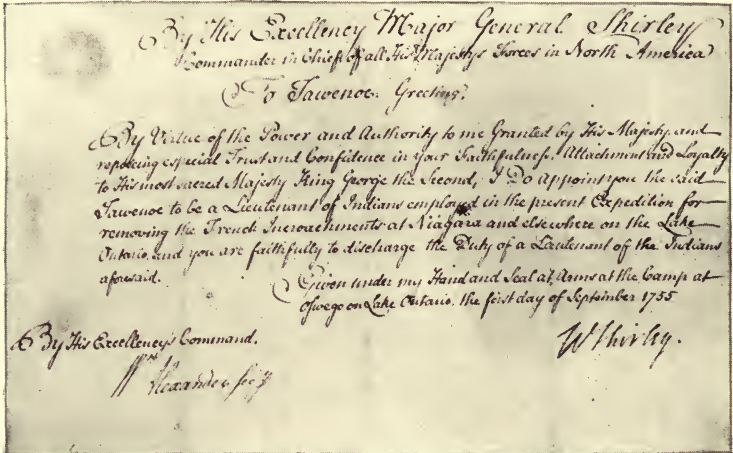 By His Excellency Major General Shirley
Commander in Chief of all His Majestys Forces in North America
To Tawenoe. Greeting.
By Virtue of the Power and Authority to me Granted by His Majesty, and
reposing especial Trust and Confidence in your Faithfulness, Attachment and Loyalty
to His most sacred Majesty King George the Second, I Do Appoint you the said
Tawenoe to be a Lieutenant of Indians employed in the present Expedition for
removing the French Incroachments at Niagara and elsewhere on the Lake
Ontario, and you are faithfully to discharge the Duty of a Lieutenant of the Indians
aforesaid.
Given under my Hand and Seal at Arms at the Camp at
Oswego on Lake Ontario, the first day of September 1755
W Shirley.
By His Excellency's Command.
Wm Alexander Secy